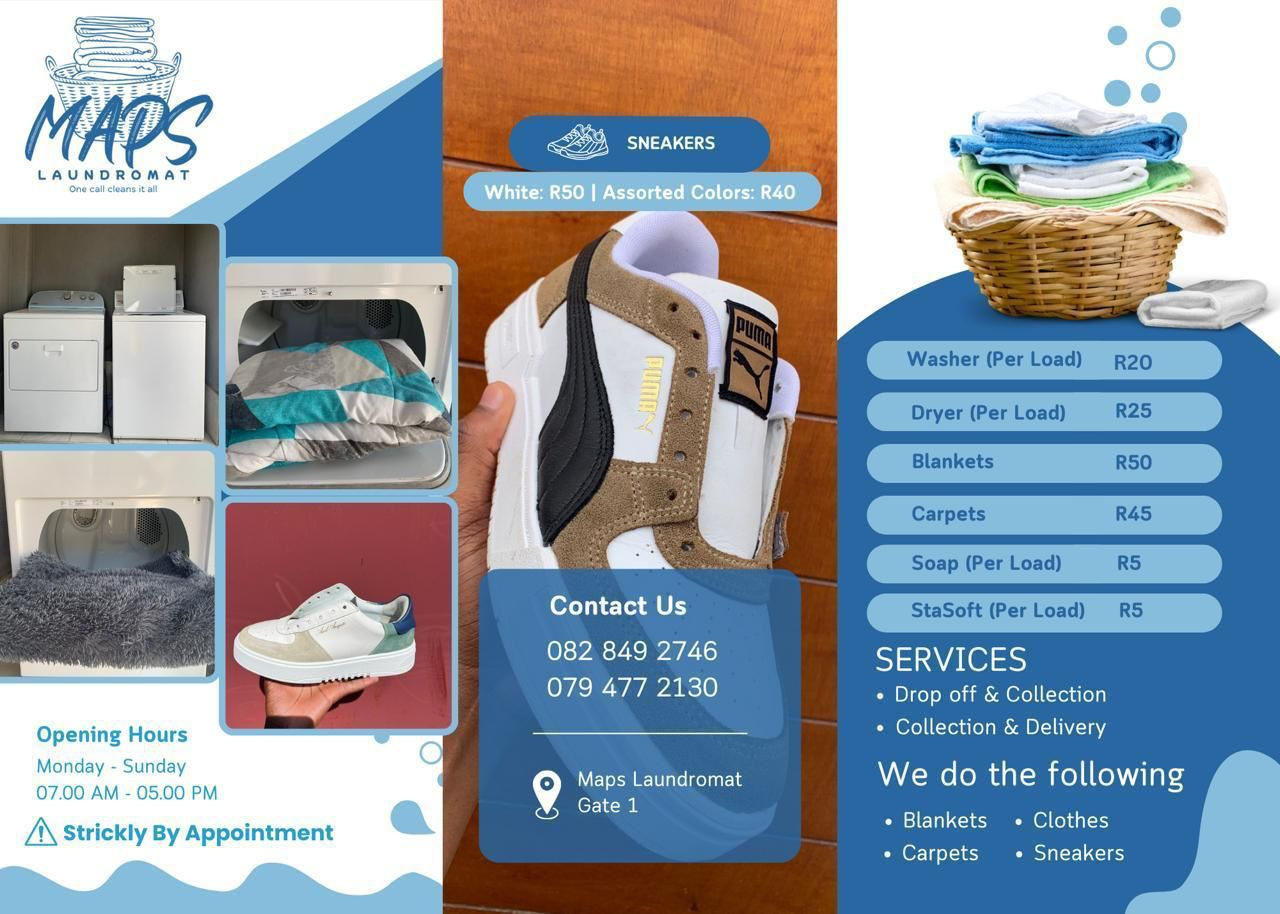 MAPS
LAUNDROMAT
One call cleans it all
Opening Hours
Monday - Sunday
07.00 AM - 05.00 PM
Strickly By Appointment
SNEAKERS
White: R50 | Assorted Colors: R40
PUMA
PUMA
Contact Us
082 849 2746
079 477 2130
Maps Laundromat
Gate 1
Washer (Per Load) R20
Dryer (Per Load) R25
Blankets R50
Carpets R45
Soap (Per Load) R5
StaSoft (Per Load) R5
SERVICES
• Drop off & Collection
• Collection & Delivery
We do the following
• Blankets • Clothes
• Carpets • Sneakers